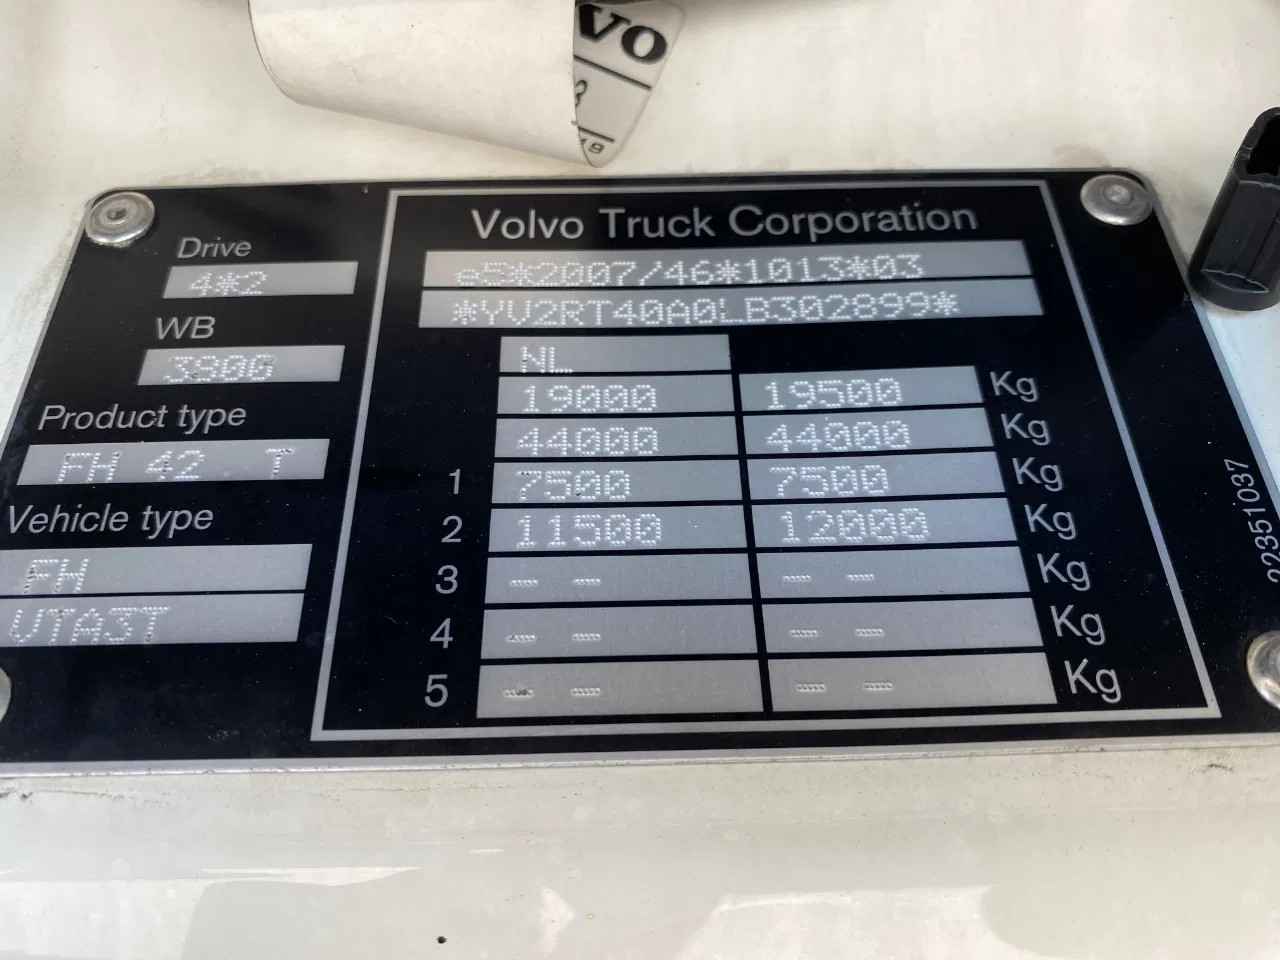 VO
Volvo Truck Corporation
Drive
4*2
e5*2007/46*1013*03
*YV2RT40A0LB302899*
WB
3800
NL
19000 19500 Kg
Product type
FH 42 T
44000 44000 Kg
1 7500 7500 Kg
Vehicle type
2 11500 12000 Kg
FH
3 -- -- -- -- Kg
VTA3T
4 -- -- -- -- Kg
5 -- -- -- -- Kg
22351037